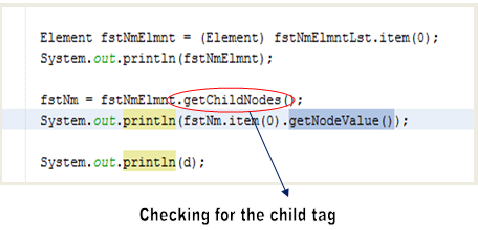 Element fstNmElmnt = (Element) fstNmElmntLst.item(0);
System.out.println(fstNmElmnt);
fstNm = fstNmElmnt.getChildNodes();
System.out.println(fstNm.item(0).getNodeValue());
System.out.println(d);
Checking for the child tag